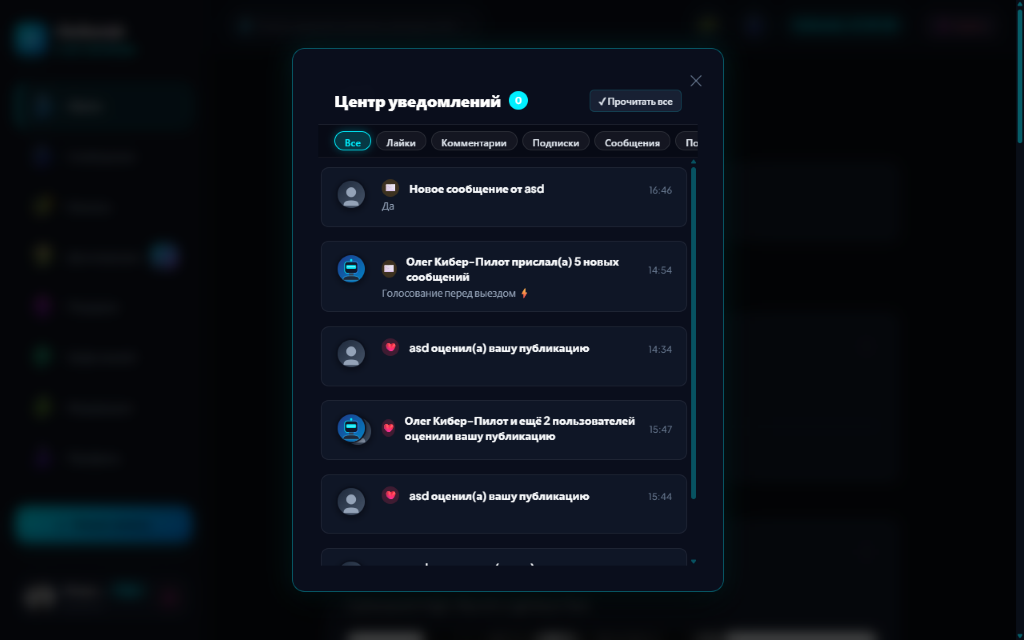 Центр уведомлений 0
✓ Прочитать все
Все Лайки Комментарии Подписки Сообщения По
Новое сообщение от asd 16:46
Да
Олег Кибер-Пилот прислал(а) 5 новых
сообщений
14:54
Голосование перед выездом ⚡
asd оценил(а) вашу публикацию 14:34
Олег Кибер-Пилот и ещё 2 пользователей
оценили вашу публикацию
15:47
asd оценил(а) вашу публикацию 15:44